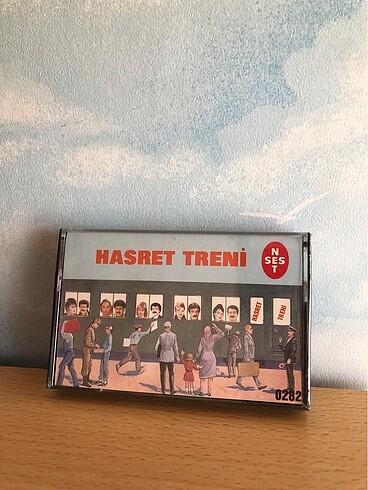 HASRET TRENİ
N
SES
T
HASRET
TRENİ
0282